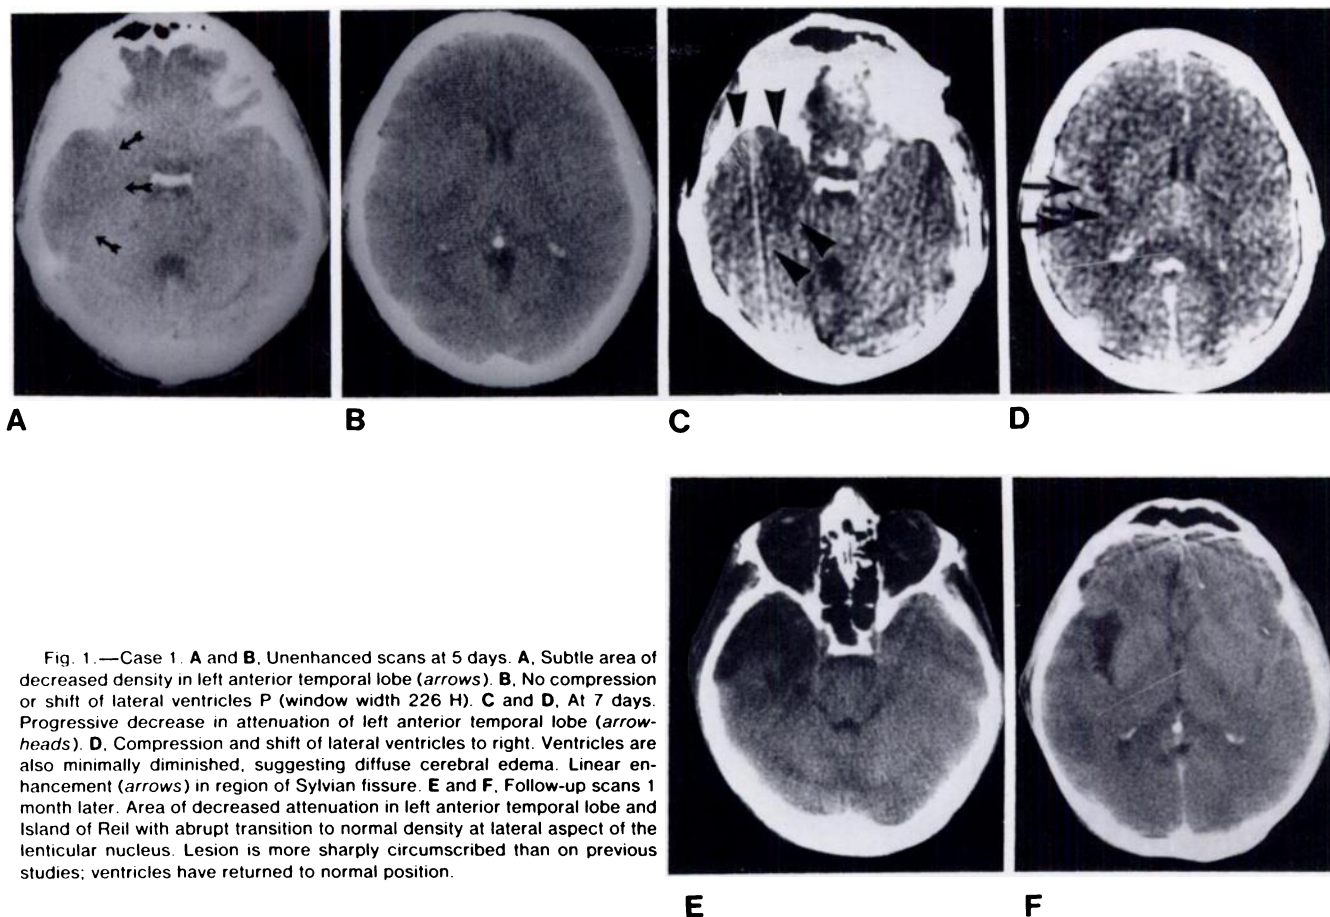 A
B
C
D
Fig. 1.—Case 1. A and B, Unenhanced scans at 5 days. A, Subtle area of
decreased density in left anterior temporal lobe (arrows). B, No compression
or shift of lateral ventricles P (window width 226 H). C and D, At 7 days.
Progressive decrease in attenuation of left anterior temporal lobe (arrow-
heads). D, Compression and shift of lateral ventricles to right. Ventricles are
also minimally diminished, suggesting diffuse cerebral edema. Linear en-
hancement (arrows) in region of Sylvian fissure. E and F, Follow-up scans 1
month later. Area of decreased attenuation in left anterior temporal lobe and
Island of Reil with abrupt transition to normal density at lateral aspect of the
lenticular nucleus. Lesion is more sharply circumscribed than on previous
studies; ventricles have returned to normal position.
E
F